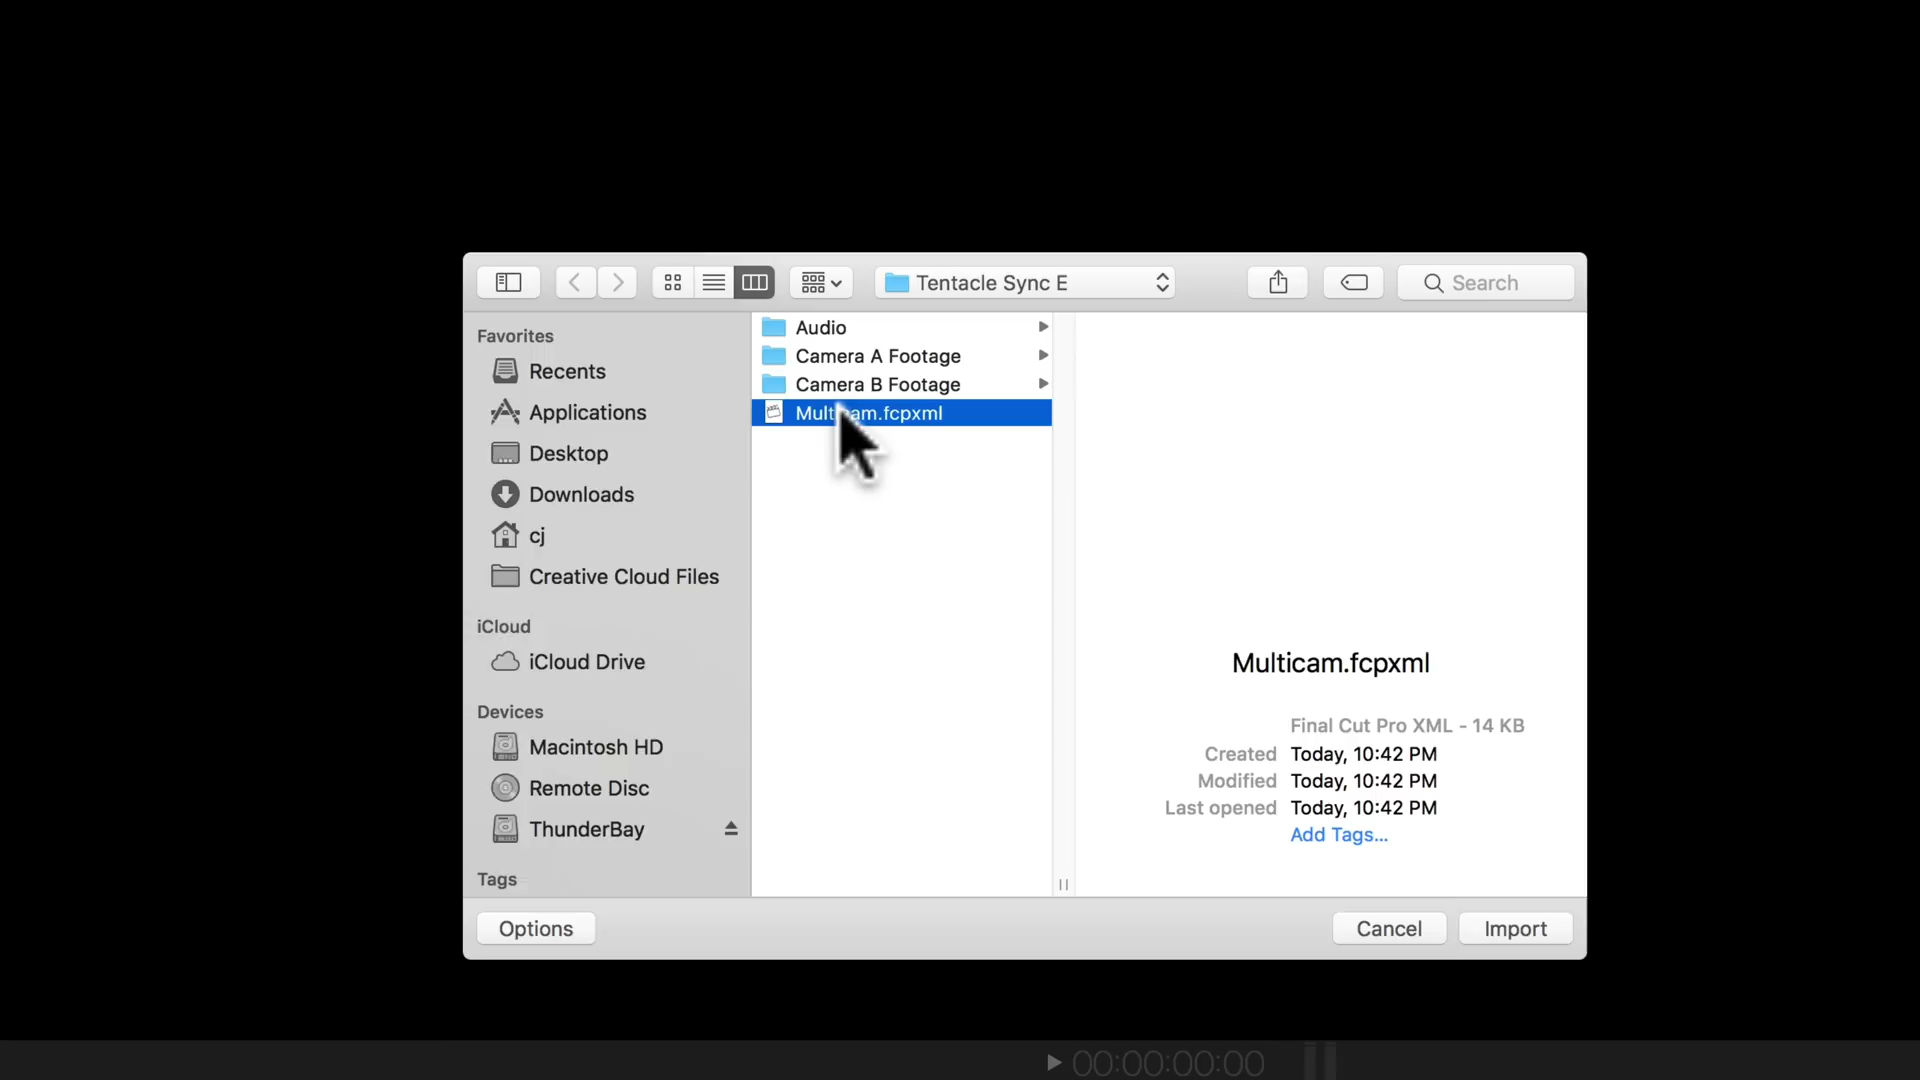 Tentacle Sync E
Search
Favorites
Recents
Applications
Desktop
Downloads
cj
Creative Cloud Files
iCloud
iCloud Drive
Devices
Macintosh HD
Remote Disc
ThunderBay
Tags
Audio
Camera A Footage
Camera B Footage
Multicam.fcpxml
Multicam.fcpxml
Final Cut Pro XML - 14 KB
Created Today, 10:42 PM
Modified Today, 10:42 PM
Last opened Today, 10:42 PM
Add Tags...
Options
Cancel
Import
00:00:00:00